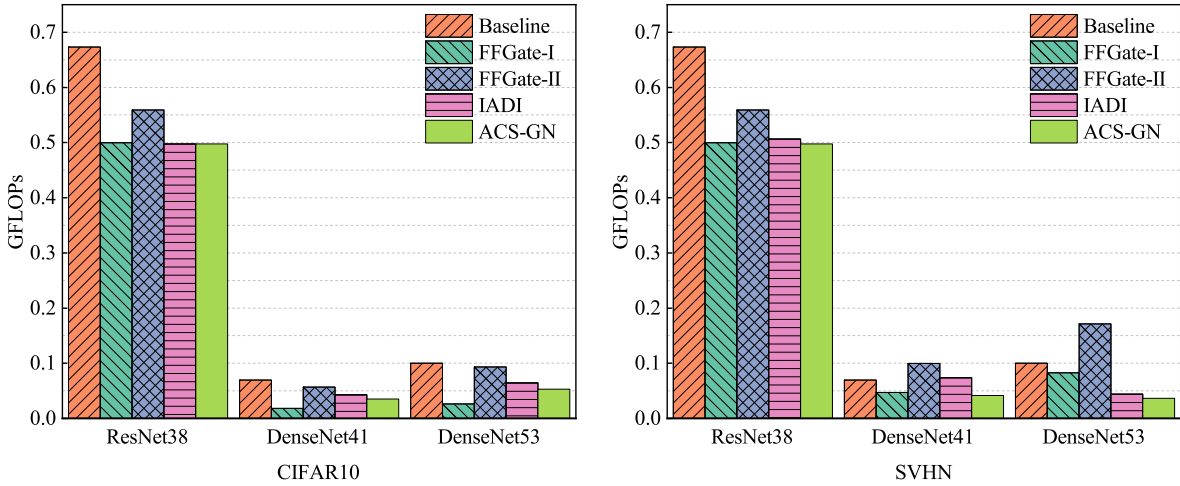 GFLOPs
0.7
0.6
0.5
0.4
0.3
0.2
0.1
0.0
Baseline
FFGate-I
FFGate-II
IADI
ACS-GN
ResNet38 DenseNet41 DenseNet53
CIFAR10
GFLOPs
0.7
0.6
0.5
0.4
0.3
0.2
0.1
0.0
Baseline
FFGate-I
FFGate-II
IADI
ACS-GN
ResNet38 DenseNet41 DenseNet53
SVHN